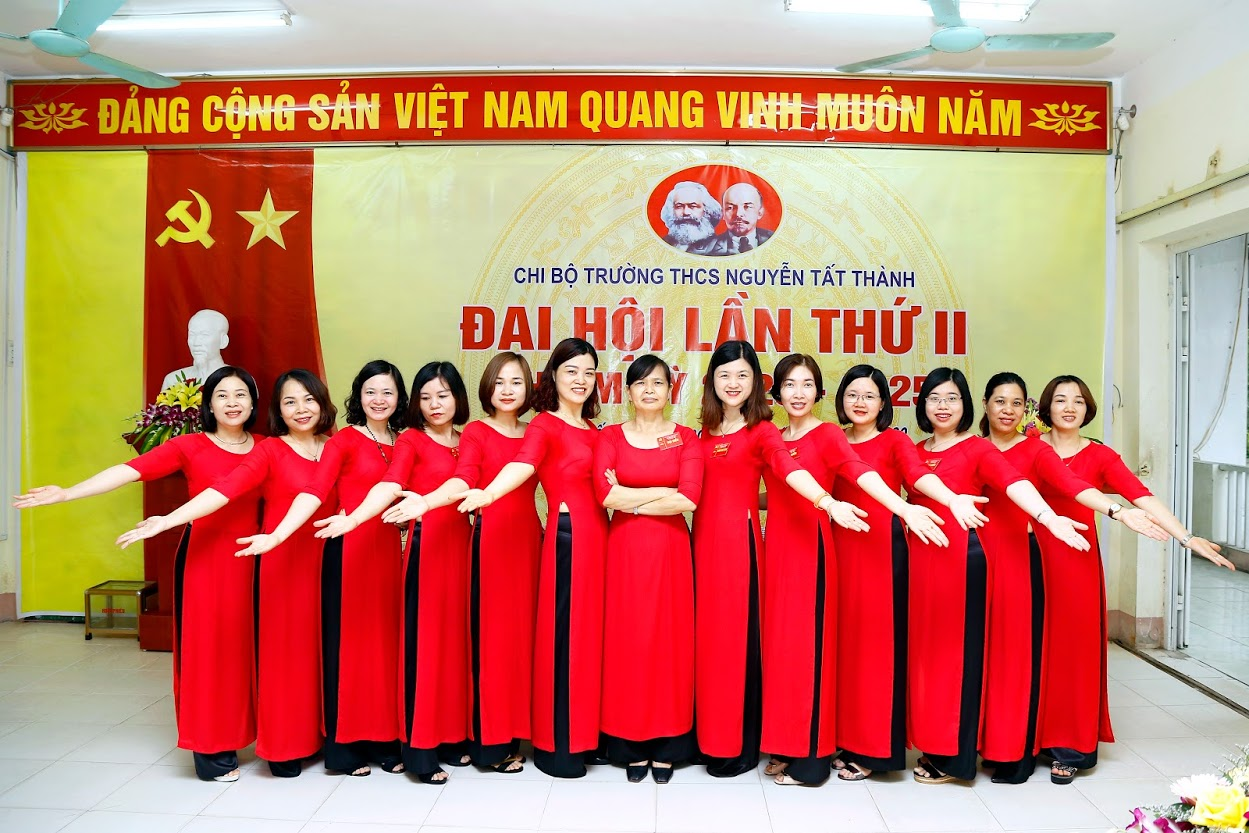 ĐẢNG CỘNG SẢN VIỆT NAM QUANG VINH MUÔN NĂM
CHI BỘ TRƯỜNG THCS NGUYỄN TẤT THÀNH
ĐẠI HỘI LẦN THỨ II